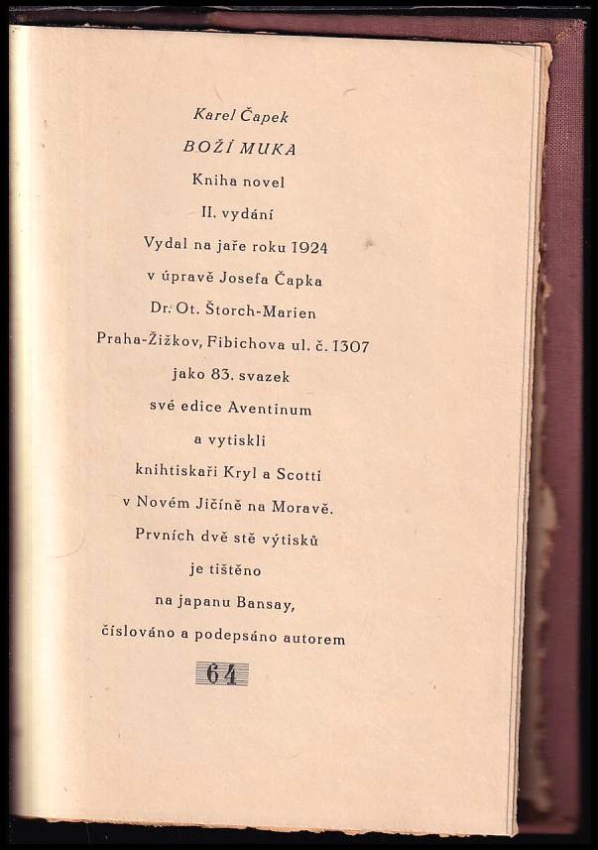 Karel Čapek
BOŽÍ MUKA
Kniha novel
II. vydání
Vydal na jaře roku 1924
v úpravě Josefa Čapka
Dr. Ot. Štorch-Marien
Praha-Žižkov, Fibichova ul. č. 1307
jako 83. svazek
své edice Aventinum
a vytiskli
knihtiskaři Kryl a Scotti
v Novém Jičíně na Moravě.
Prvních dvě stě výtisků
je tištěno
na japanu Bansay,
číslováno a podepsáno autorem
64